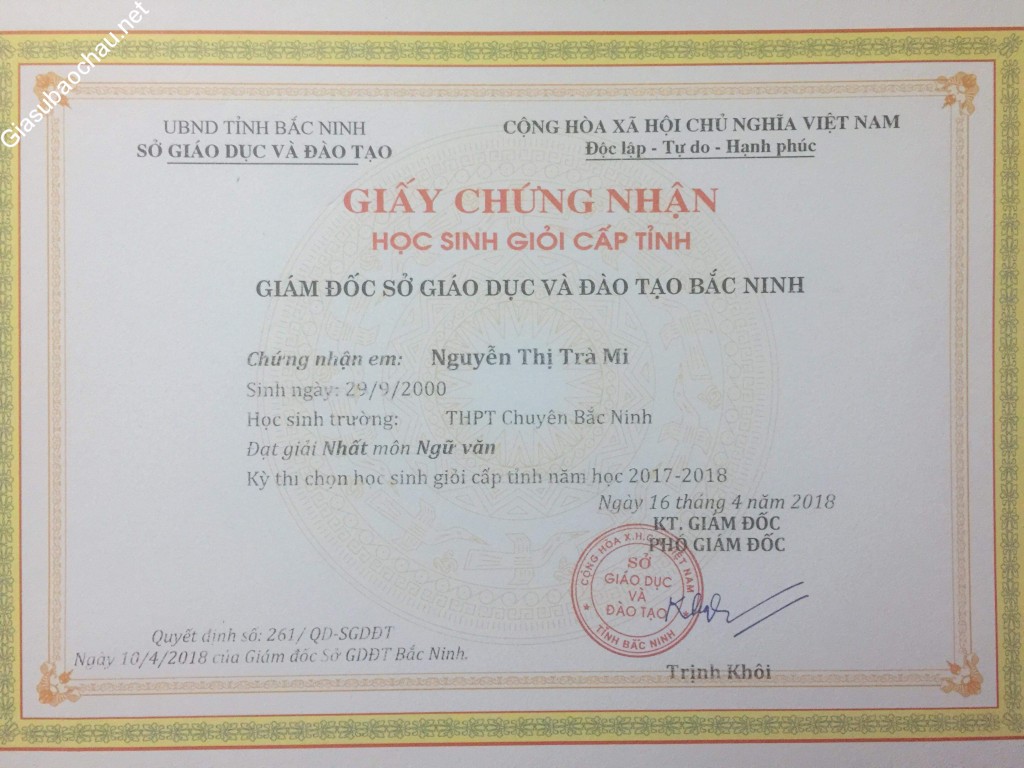 Giasubaochau.net
UBND TỈNH BẮC NINH
SỞ GIÁO DỤC VÀ ĐÀO TẠO
CỘNG HÒA XÃ HỘI CHỦ NGHĨA VIỆT NAM
Độc lập - Tự do - Hạnh phúc
GIẤY CHỨNG NHẬN
HỌC SINH GIỎI CẤP TỈNH
GIÁM ĐỐC SỞ GIÁO DỤC VÀ ĐÀO TẠO BẮC NINH
Chứng nhận em: Nguyễn Thị Trà Mi
Sinh ngày: 29/9/2000
Học sinh trường: THPT Chuyên Bắc Ninh
Đạt giải Nhất môn Ngữ văn
Kỳ thi chọn học sinh giỏi cấp tỉnh năm học 2017-2018
Ngày 16 tháng 4 năm 2018
KT. GIÁM ĐỐC
PHÓ GIÁM ĐỐC
CỘNG HÒA X.H.C.N VIỆT NAM
SỞ
GIÁO DỤC
VÀ
ĐÀO TẠO
TỈNH BẮC NINH
Trịnh Khôi
Quyết định số: 261/ QD-SGDĐT
Ngày 10/4/2018 của Giám đốc Sở GDĐT Bắc Ninh.